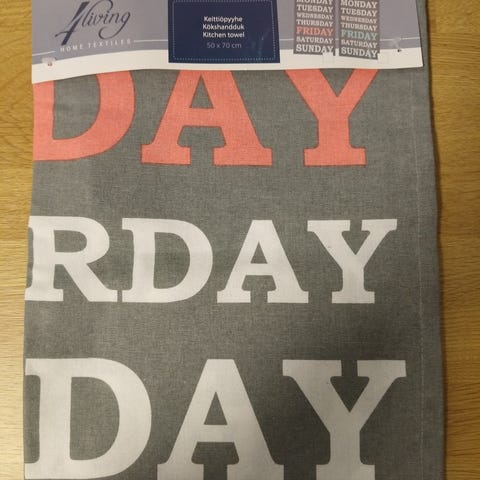 4living
HOME TEXTILES
Keittiöpyyhe
Kökshandduk
Kitchen towel
50 x 70 cm
MONDAY
TUESDAY
WEDNESDAY
THURSDAY
FRIDAY
SATURDAY
SUNDAY
MONDAY
TUESDAY
WEDNESDAY
THURSDAY
FRIDAY
SATURDAY
SUNDAY
DAY
RDAY
DAY